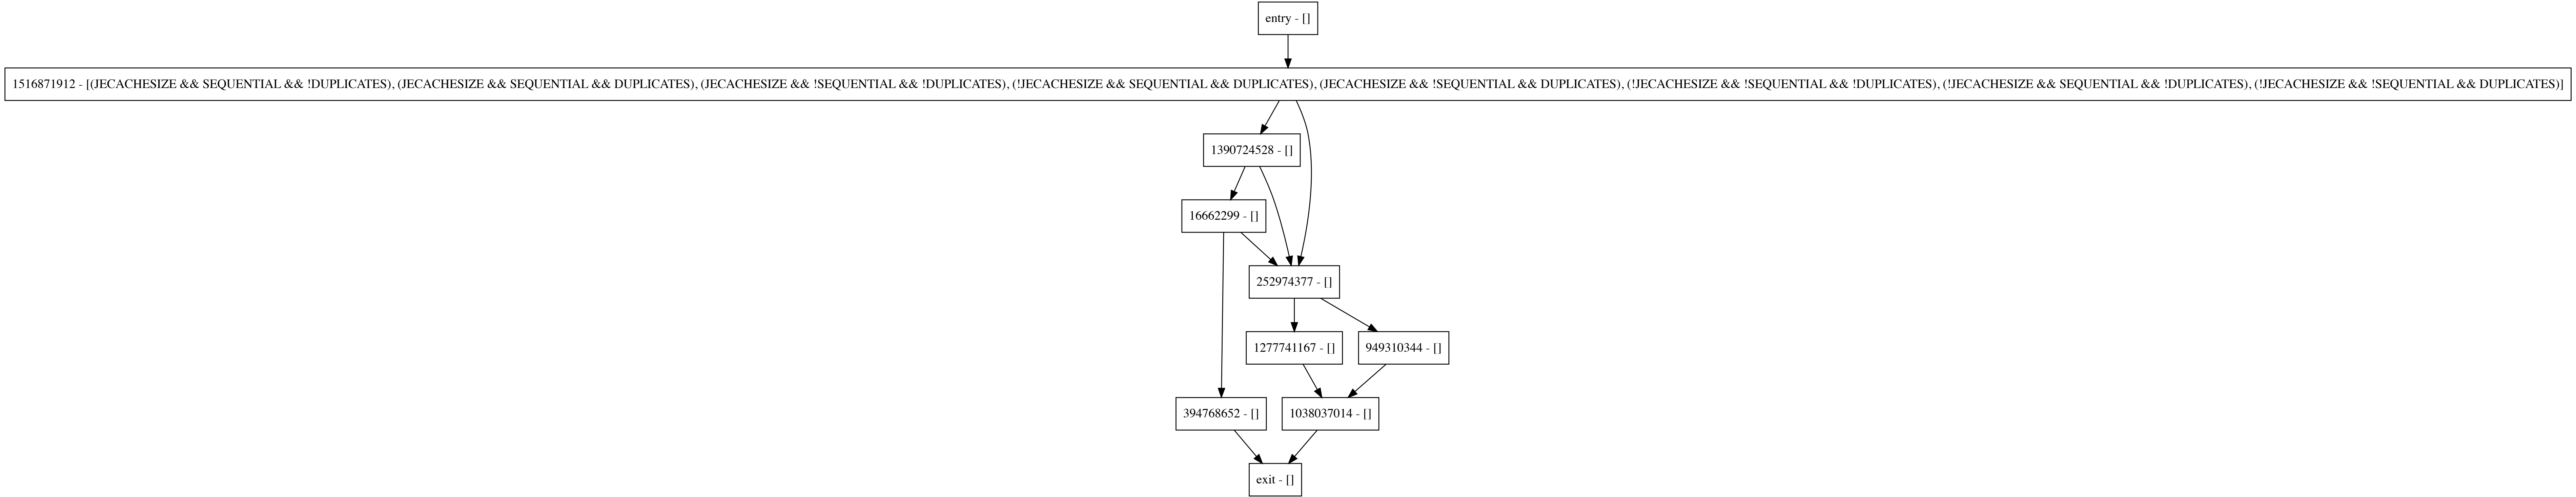 entry - []
1516871912 - [(JECACHESIZE && SEQUENTIAL && !DUPLICATES), (JECACHESIZE && SEQUENTIAL && DUPLICATES), (JECACHESIZE && !SEQUENTIAL && !DUPLICATES), (!JECACHESIZE && SEQUENTIAL && DUPLICATES), (JECACHESIZE && !SEQUENTIAL && DUPLICATES), (!JECACHESIZE && !SEQUENTIAL && !DUPLICATES), (!JECACHESIZE && SEQUENTIAL && !DUPLICATES), (!JECACHESIZE && !SEQUENTIAL && DUPLICATES)]
1390724528 - []
16662299 - []
252974377 - []
1277741167 - []
949310344 - []
394768652 - []
1038037014 - []
exit - []